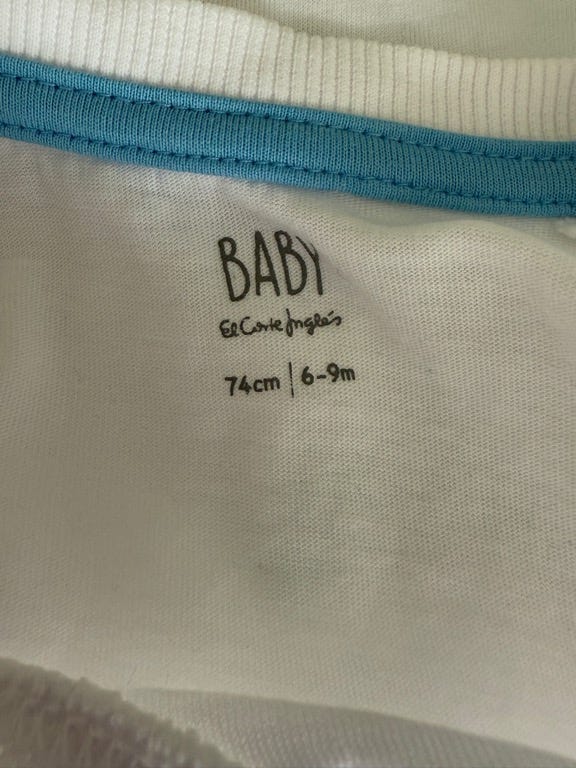 BABY
El Corte Inglés
74cm | 6-9m